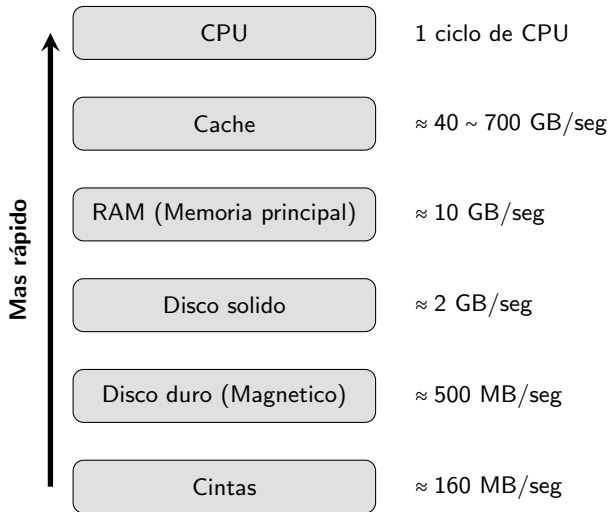 CPU
1 ciclo de CPU
Cache
≈ 40 ~ 700 GB/seg
RAM (Memoria principal)
≈ 10 GB/seg
Disco solido
≈ 2 GB/seg
Disco duro (Magnetico)
≈ 500 MB/seg
Cintas
≈ 160 MB/seg
Mas rápido